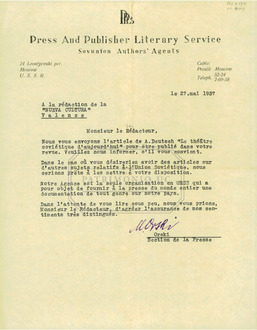 Press And Publisher Literary Service
Sovunion Authors' Agents
Moscow
U. S. S. R.
Cable:
Presslit Moscow
Teleph.
le 27.mai 1937
A la rédaction de la
"NUEVA CULTURA"
Valence
Monsieur le Rédacteur,
Nous vous envoyons l'article de A.Deutsch "Le théâtre
soviétique d'aujourd'hui" pour être publié dans votre
revue. Veuillez nous informer, s'il vous convient.
Dans le cas où vous désireriez avoir des articles sur
d'autres sujets relatifs à l'Union Soviétique, nous
serions prêts à les mettre à votre disposition.
Notre Agence est la seule organisation en URSS qui a
pour objet de fournir à la presse du monde entier une
documentation de tout genre sur notre pays.
Dans l'attente de vous lire sous peu, nous vous prions,
Monsieur le Rédacteur, d'agréer l'assurance de nos sen-
timents très distingués.
Orski
Section de la Presse